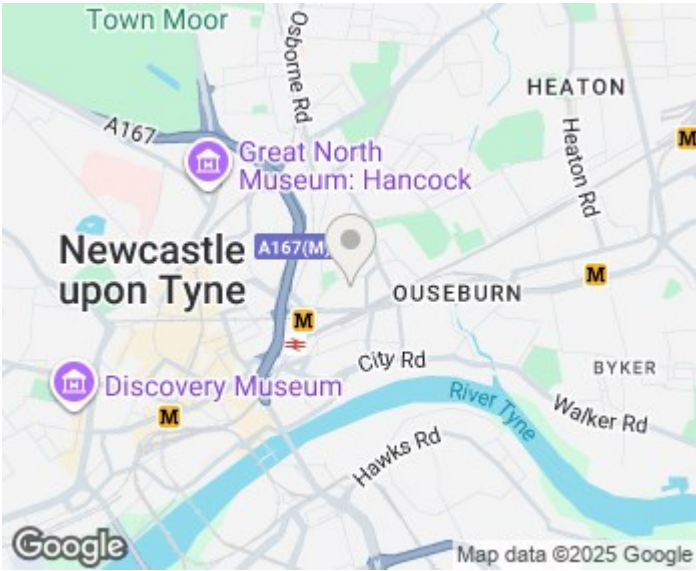 Town Moor
Osborne Rd
HEATON
A167
Heaton Rd
M
Great North
Museum: Hancock
Newcastle
upon Tyne
A167(M)
M
OUSEBURN
M
City Rd
BYKER
Discovery Museum
River Tyne
Walker Rd
M
Hawks Rd
Google
Map data ©2025 Google